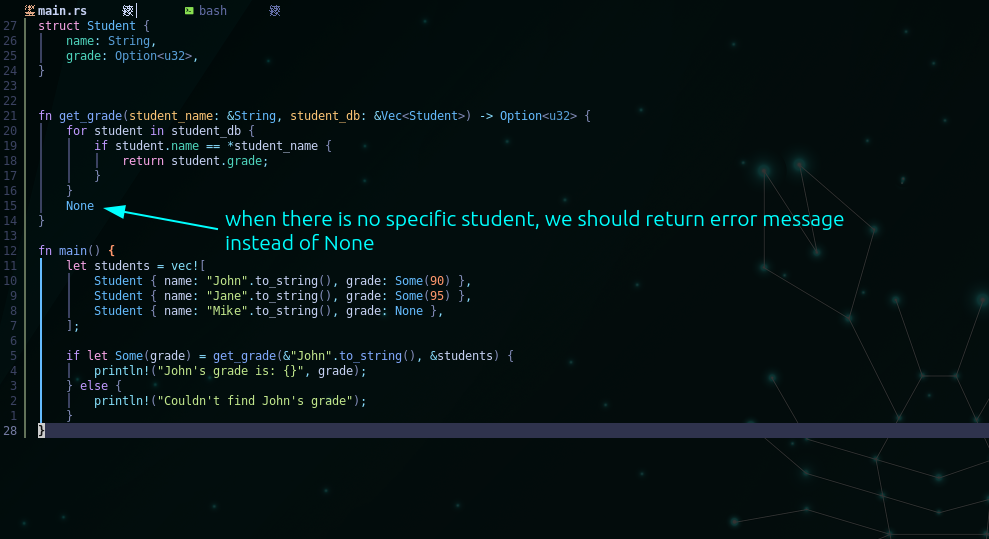 main.rs bash
27 struct Student {
26 name: String,
25 grade: Option<u32>,
24 }
23
22
21 fn get_grade(student_name: &String, student_db: &Vec<Student>) -> Option<u32> {
20 for student in student_db {
19 if student.name == *student_name {
18 return student.grade;
17 }
16 }
15 None
14 }
when there is no specific student, we should return error message
instead of None
13
12 fn main() {
11 let students = vec![
10 Student { name: "John".to_string(), grade: Some(90) },
9 Student { name: "Jane".to_string(), grade: Some(95) },
8 Student { name: "Mike".to_string(), grade: None },
7 ];
6
5 if let Some(grade) = get_grade(&"John".to_string(), &students) {
4 println!("John's grade is: {}", grade);
3 } else {
2 println!("Couldn't find John's grade");
1 }
28 }